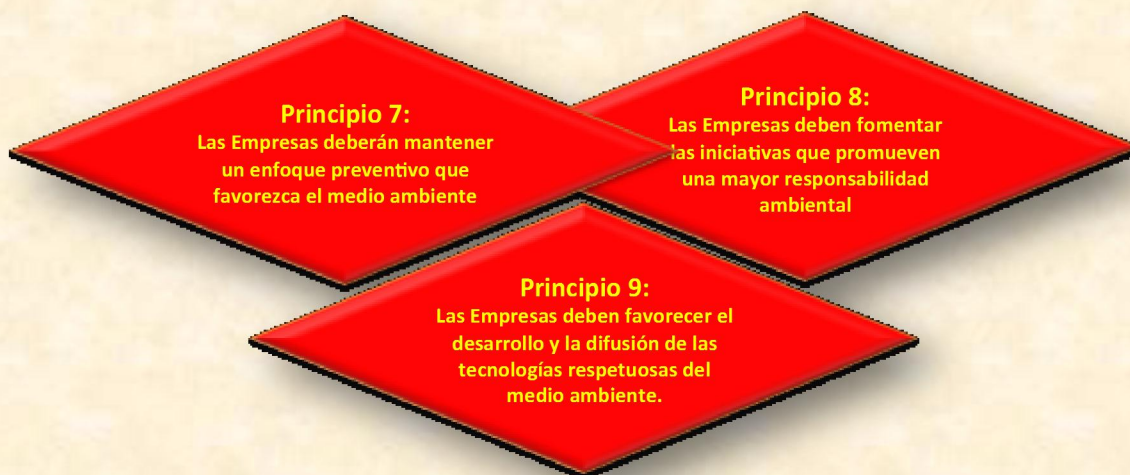 Principio 7:
Las Empresas deberán mantener
un enfoque preventivo que
favorezca el medio ambiente
Principio 8:
Las Empresas deben fomentar
las iniciativas que promueven
una mayor responsabilidad
ambiental
Principio 9:
Las Empresas deben favorecer el
desarrollo y la difusión de las
tecnologías respetuosas del
medio ambiente.